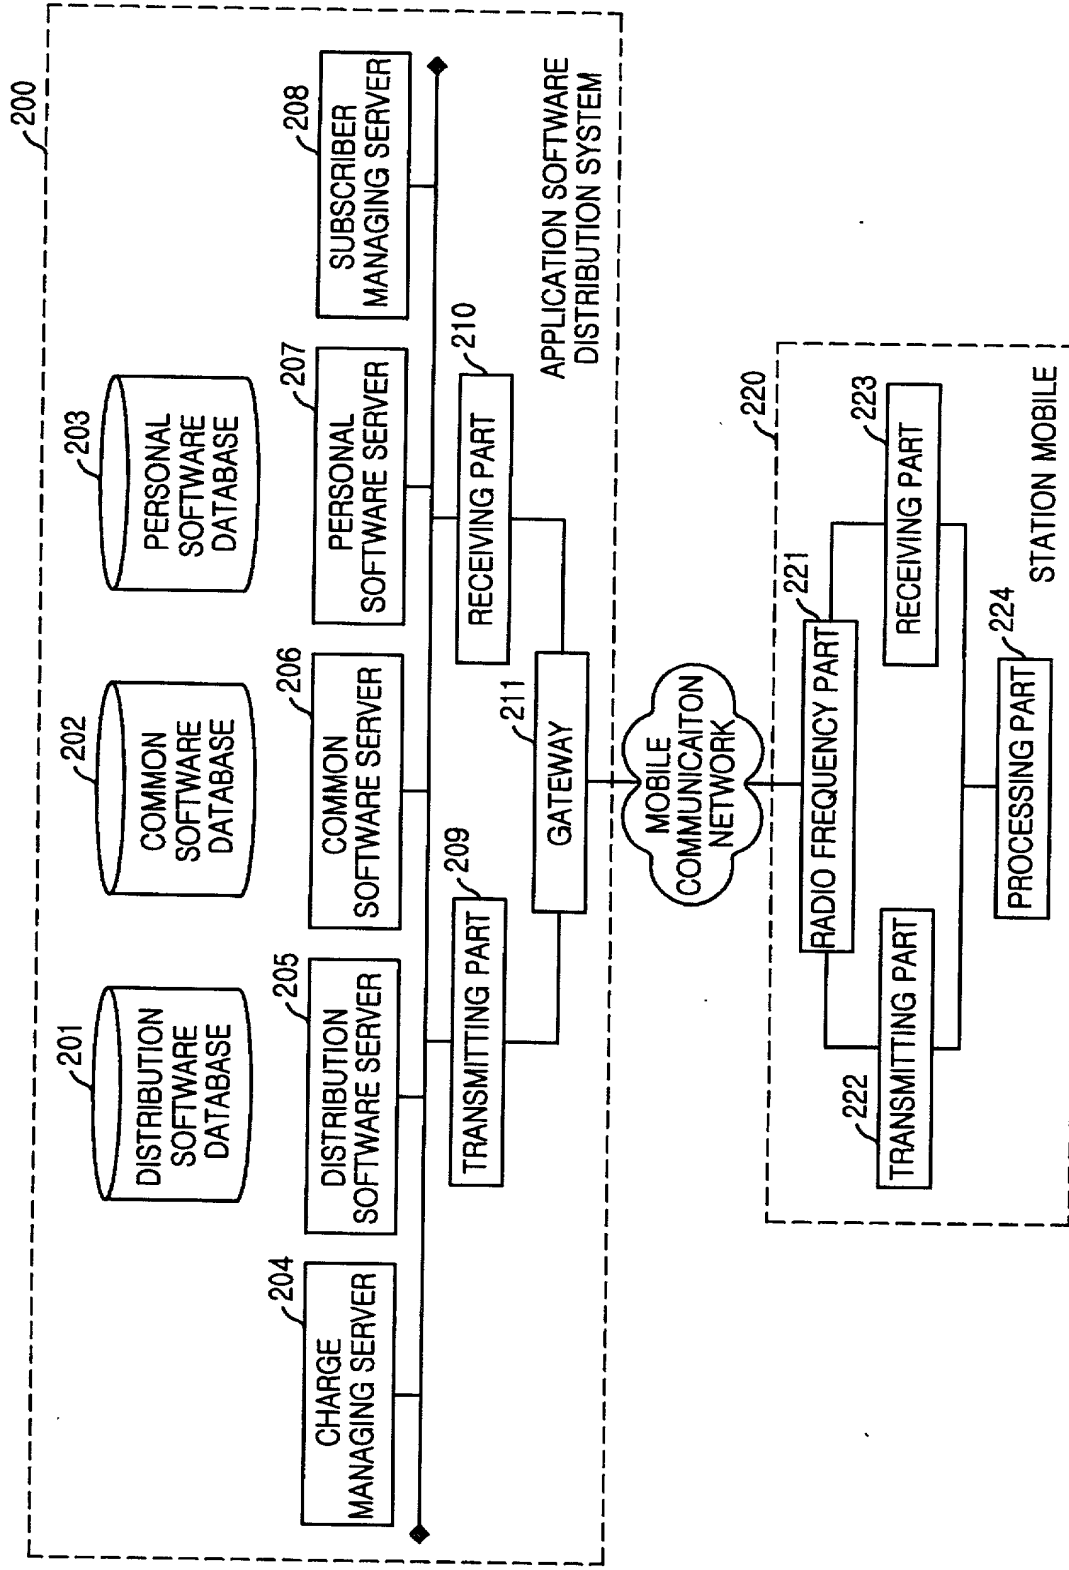 200
201
DISTRIBUTION
SOFTWARE
DATABASE
202
COMMON
SOFTWARE
DATABASE
203
PERSONAL
SOFTWARE
DATABASE
204
CHARGE
MANAGING SERVER
205
DISTRIBUTION
SOFTWARE SERVER
206
COMMON
SOFTWARE SERVER
207
PERSONAL
SOFTWARE SERVER
208
SUBSCRIBER
MANAGING SERVER
TRANSMITTING PART
209
RECEIVING PART
210
211
GATEWAY
APPLICATION SOFTWARE
DISTRIBUTION SYSTEM
MOBILE
COMMUNICAITON
NETWORK
220
RADIO FREQUENCY PART
221
222
TRANSMITTING PART
223
RECEIVING PART
224
PROCESSING PART
STATION MOBILE